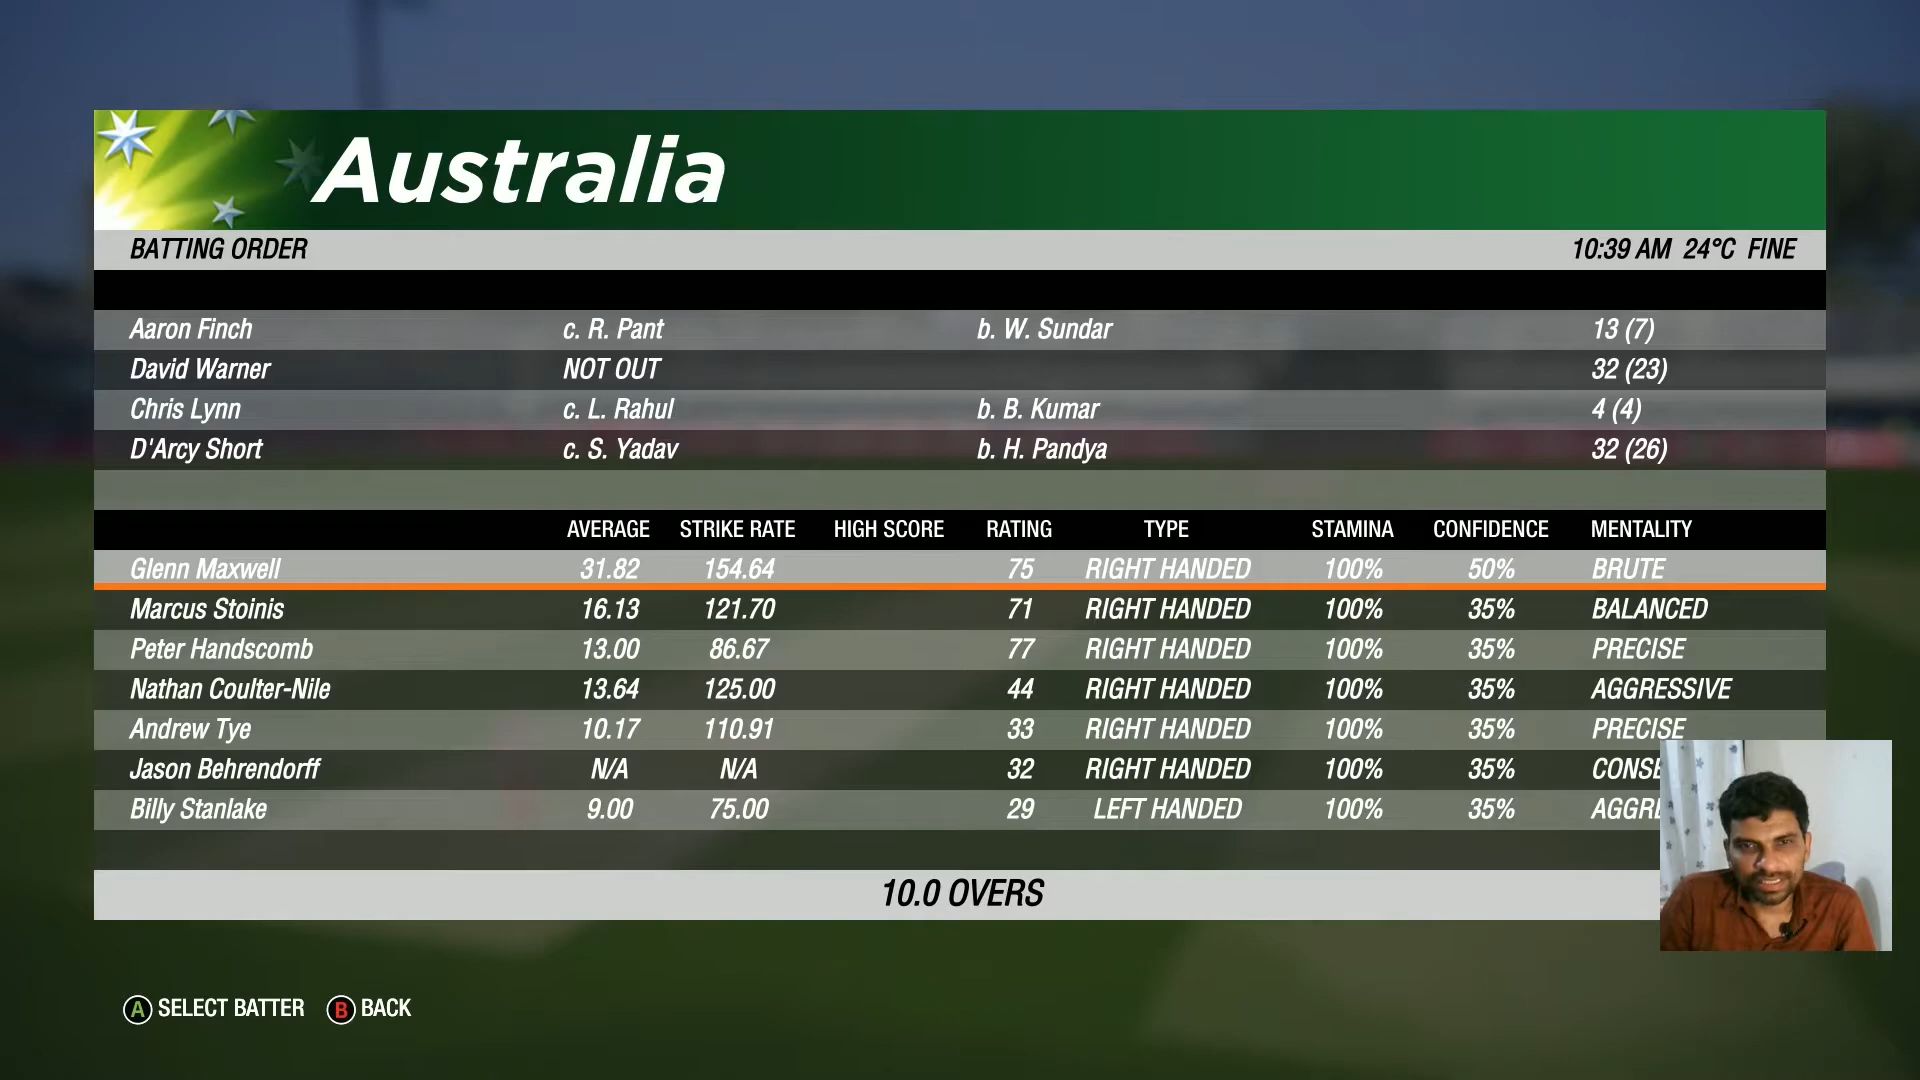 Australia
BATTING ORDER 10:39 AM 24°C FINE
Aaron Finch c. R. Pant b. W. Sundar 13 (7)
David Warner NOT OUT 32 (23)
Chris Lynn c. L. Rahul b. B. Kumar 4 (4)
D'Arcy Short c. S. Yadav b. H. Pandya 32 (26)
AVERAGE STRIKE RATE HIGH SCORE RATING TYPE STAMINA CONFIDENCE MENTALITY
Glenn Maxwell 31.82 154.64 75 RIGHT HANDED 100% 50% BRUTE
Marcus Stoinis 16.13 121.70 71 RIGHT HANDED 100% 35% BALANCED
Peter Handscomb 13.00 86.67 77 RIGHT HANDED 100% 35% PRECISE
Nathan Coulter-Nile 13.64 125.00 44 RIGHT HANDED 100% 35% AGGRESSIVE
Andrew Tye 10.17 110.91 33 RIGHT HANDED 100% 35% PRECISE
Jason Behrendorff N/A N/A 32 RIGHT HANDED 100% 35%
Billy Stanlake 9.00 75.00 29 LEFT HANDED 100% 35%
10.0 OVERS
A SELECT BATTER B BACK